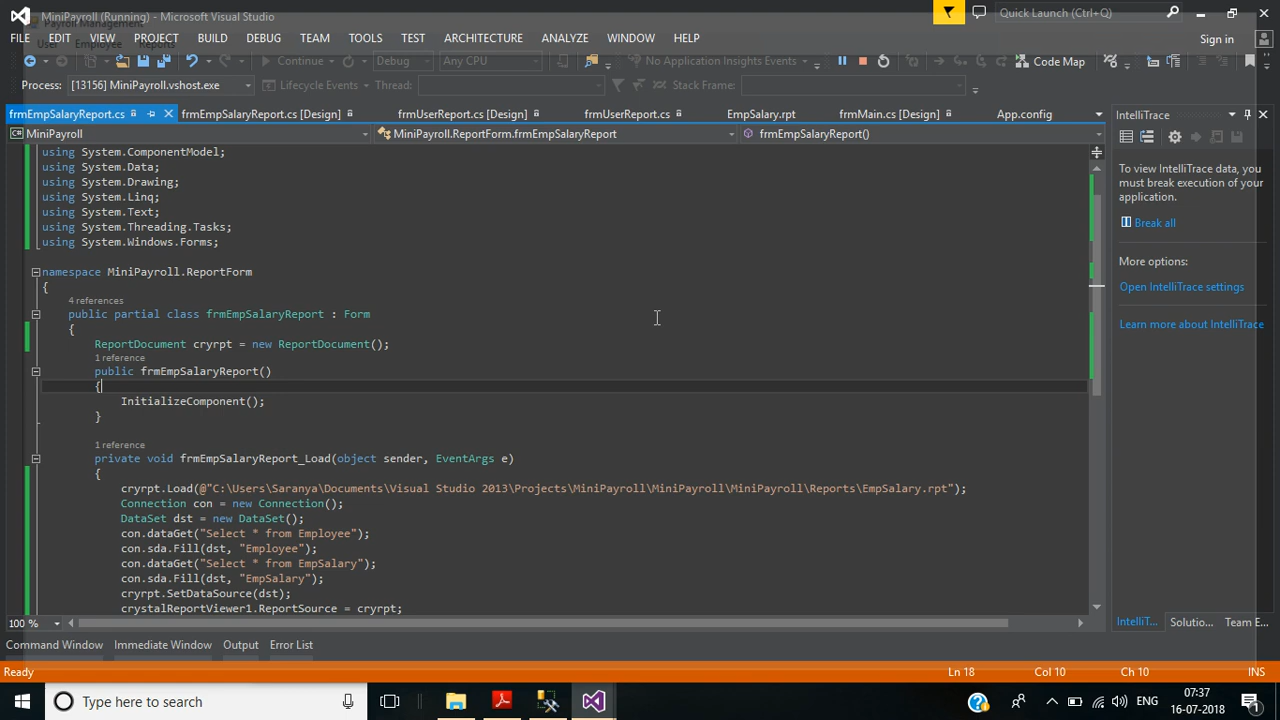 MiniPayroll (Running) - Microsoft Visual Studio
Quick Launch (Ctrl+Q)
Payroll Management
FILE EDIT VIEW PROJECT BUILD DEBUG TEAM TOOLS TEST ARCHITECTURE ANALYZE WINDOW HELP
Sign in
User Employee Reports
Continue Debug Any CPU No Application Insights Events Code Map
Process: [13156] MiniPayroll.vshost.exe Lifecycle Events Thread: Stack Frame:
frmEmpSalaryReport.cs frmEmpSalaryReport.cs [Design] frmUserReport.cs [Design] frmUserReport.cs EmpSalary.rpt frmMain.cs [Design] App.config
MiniPayroll MiniPayroll.ReportForm.frmEmpSalaryReport frmEmpSalaryReport()
using System.ComponentModel;
using System.Data;
using System.Drawing;
using System.Linq;
using System.Text;
using System.Threading.Tasks;
using System.Windows.Forms;
namespace MiniPayroll.ReportForm
{
4 references
public partial class frmEmpSalaryReport : Form
{
ReportDocument cryrpt = new ReportDocument();
1 reference
public frmEmpSalaryReport()
{
InitializeComponent();
}
1 reference
private void frmEmpSalaryReport_Load(object sender, EventArgs e)
{
cryrpt.Load(@"C:\Users\Saranya\Documents\Visual Studio 2013\Projects\MiniPayroll\MiniPayroll\MiniPayroll\Reports\EmpSalary.rpt");
Connection con = new Connection();
DataSet dst = new DataSet();
con.dataGet("Select * from Employee");
con.sda.Fill(dst, "Employee");
con.dataGet("Select * from EmpSalary");
con.sda.Fill(dst, "EmpSalary");
cryrpt.SetDataSource(dst);
crystalReportViewer1.ReportSource = cryrpt;
100 %
IntelliTrace
To view IntelliTrace data, you
must break execution of your
application.
Break all
More options:
Open IntelliTrace settings
Learn more about IntelliTrace
IntelliT... Solutio... Team E...
Command Window Immediate Window Output Error List
Ready Ln 18 Col 10 Ch 10 INS
Type here to search
ENG
07:37
16-07-2018
1